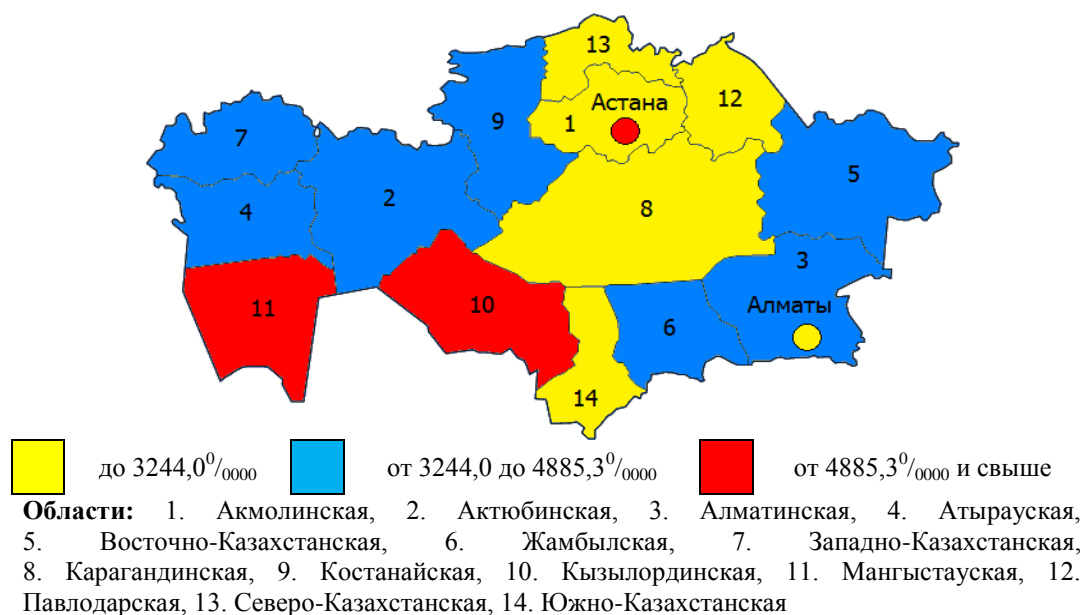 13
Астана
12
9
1
7
5
2
4
8
3
11
10
Алматы
6
14
до 3244,0⁰/₀₀₀₀
от 3244,0 до 4885,3⁰/₀₀₀₀
от 4885,3⁰/₀₀₀₀ и свыше
Области: 1. Акмолинская, 2. Актюбинская, 3. Алматинская, 4. Атырауская,
5. Восточно-Казахстанская, 6. Жамбылская, 7. Западно-Казахстанская,
8. Карагандинская, 9. Костанайская, 10. Кызылординская, 11. Мангыстауская, 12.
Павлодарская, 13. Северо-Казахстанская, 14. Южно-Казахстанская